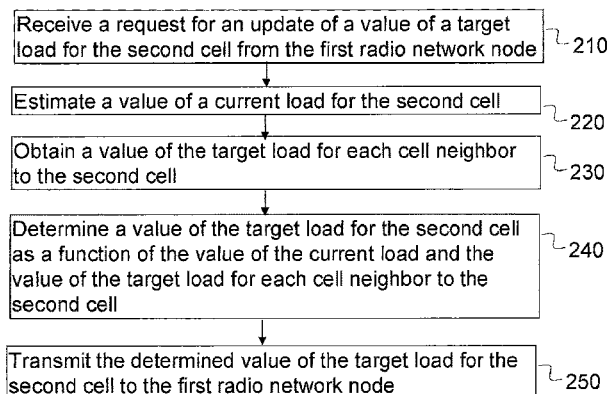 Receive a request for an update of a value of a target
load for the second cell from the first radio network node
210
Estimate a value of a current load for the second cell
220
Obtain a value of the target load for each cell neighbor
to the second cell
230
Determine a value of the target load for the second cell
as a function of the value of the current load and the
value of the target load for each cell neighbor to the
second cell
240
Transmit the determined value of the target load for the
second cell to the first radio network node
250